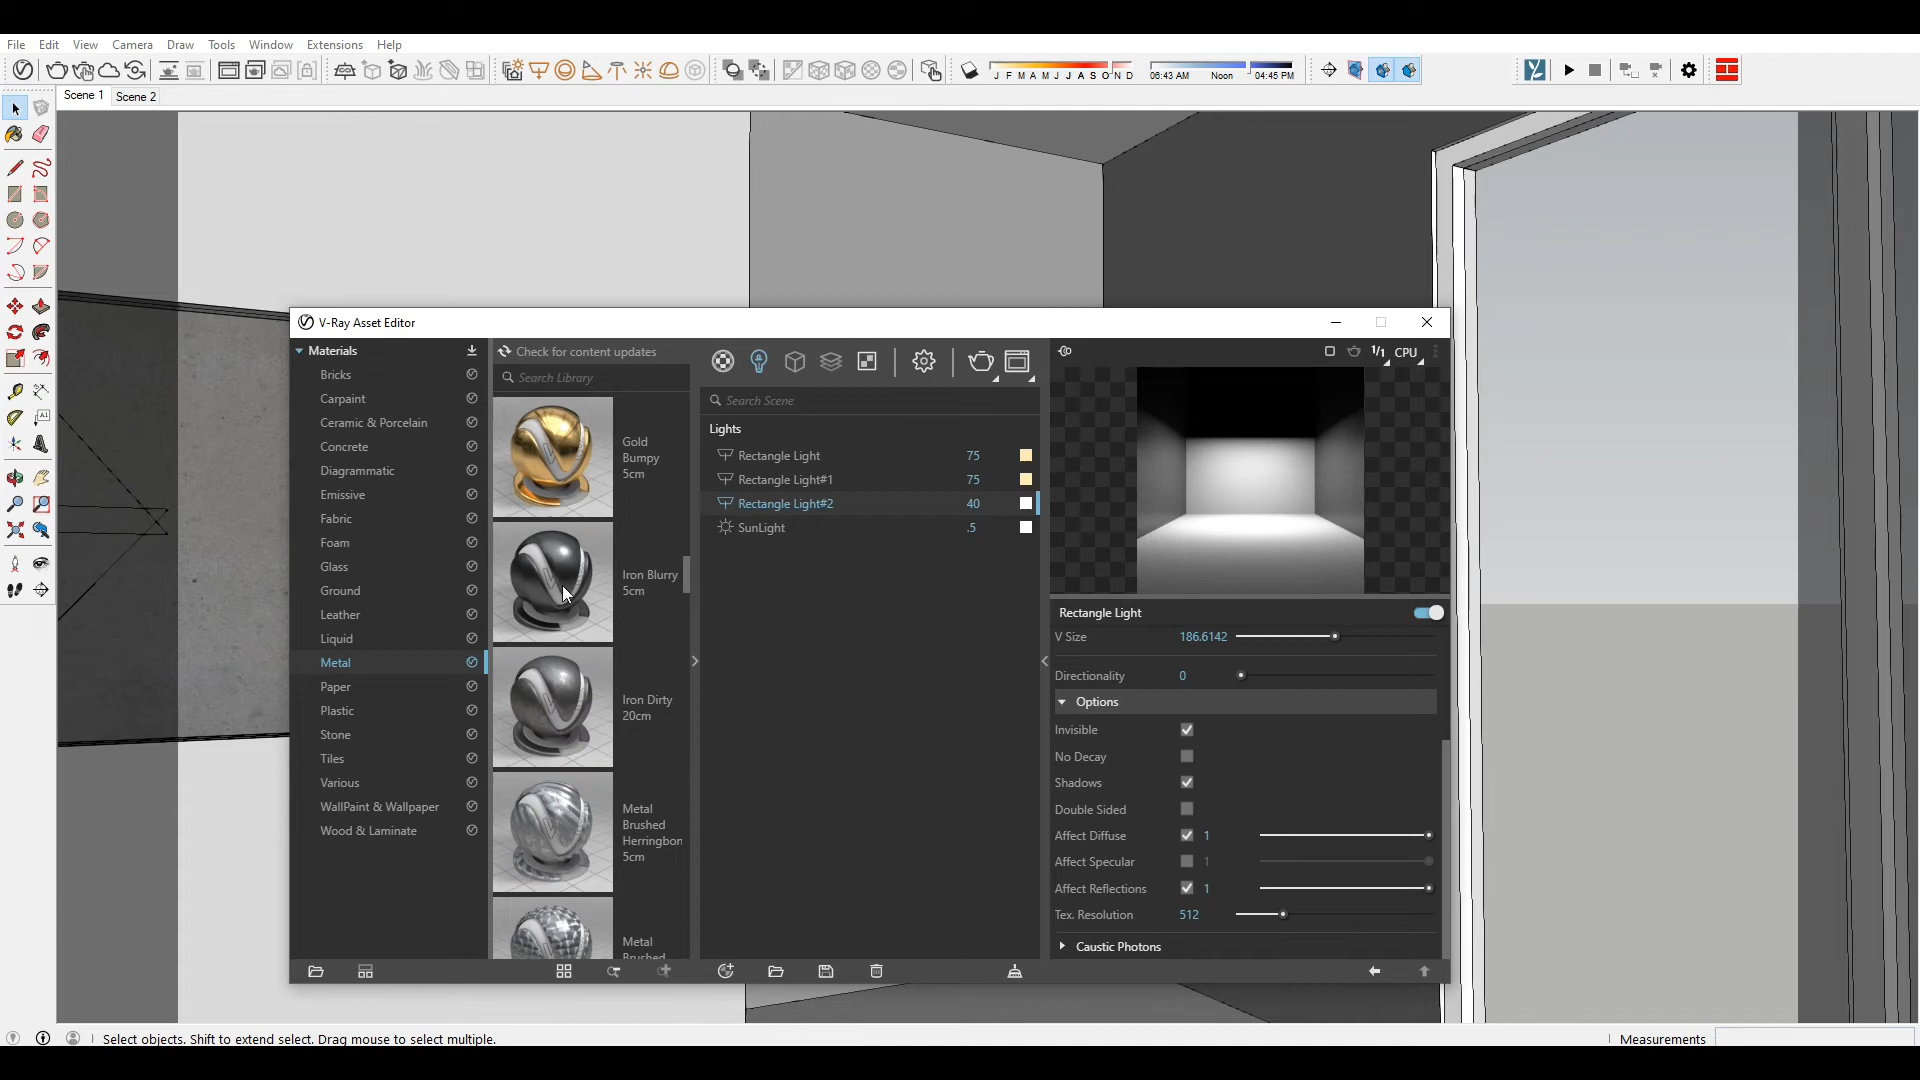 File Edit View Camera Draw Tools Window Extensions Help
J F M A M J J A S O N D 06:43 AM Noon 04:45 PM
Scene 1 Scene 2
V-Ray Asset Editor
Materials
Bricks
Carpaint
Ceramic & Porcelain
Concrete
Diagrammatic
Emissive
Fabric
Foam
Glass
Ground
Leather
Liquid
Metal
Paper
Plastic
Stone
Tiles
Various
WallPaint & Wallpaper
Wood & Laminate
Check for content updates
Search Library
Gold
Bumpy
5cm
Iron Blurry
5cm
Iron Dirty
20cm
Metal
Brushed
Herringbon
5cm
Metal
Brushed
Search Scene
Lights
Rectangle Light 75
Rectangle Light#1 75
Rectangle Light#2 40
SunLight .5
1/1 CPU
Rectangle Light
V Size 186.6142
Directionality 0
Options
Invisible
No Decay
Shadows
Double Sided
Affect Diffuse 1
Affect Specular 1
Affect Reflections 1
Tex. Resolution 512
Caustic Photons
Select objects. Shift to extend select. Drag mouse to select multiple.
Measurements